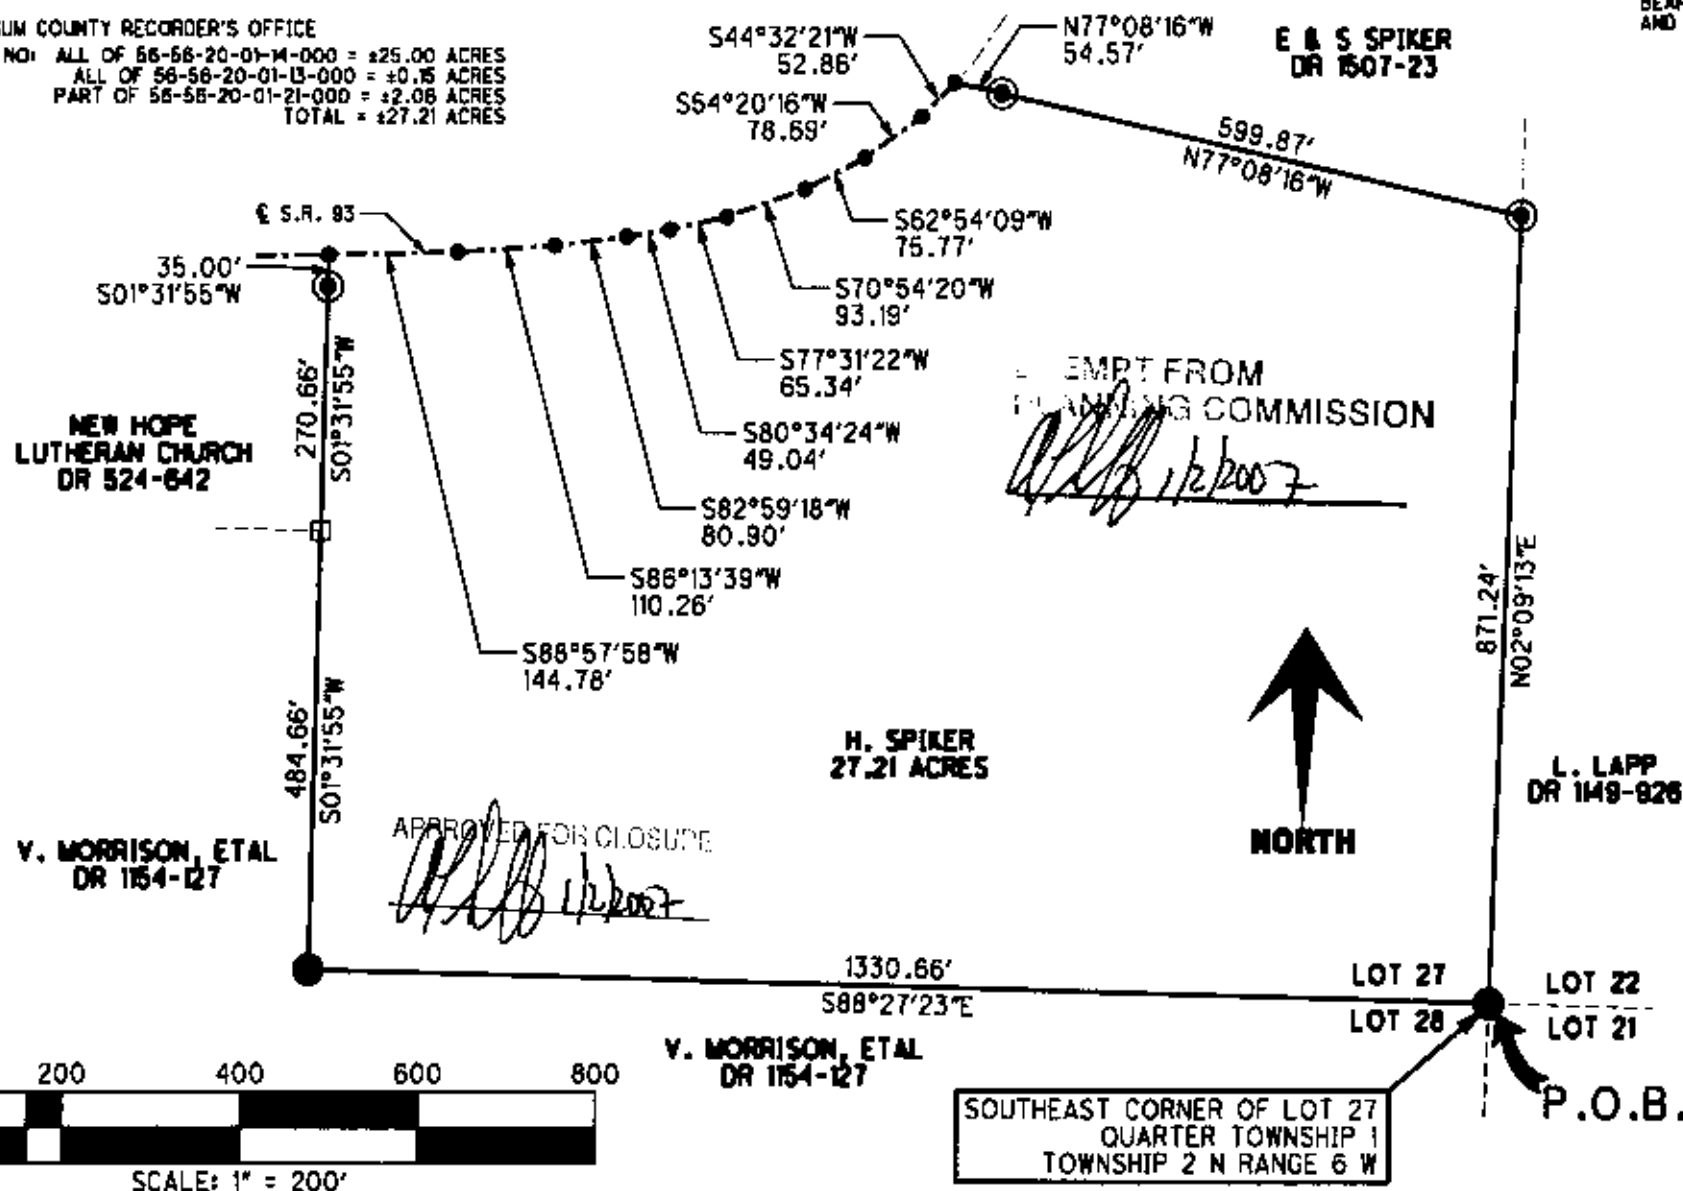 COUNTY RECORDER'S OFFICE
NO: ALL OF 56-56-20-01-14-000 = ±25.00 ACRES
ALL OF 56-56-20-01-13-000 = ±0.15 ACRES
PART OF 56-56-20-01-21-000 = ±2.06 ACRES
TOTAL = ±27.21 ACRES
AND
S44°32'21"W
52.86'
N77°08'16"W
54.57'
E & S SPIKER
DR 1507-23
S54°20'16"W
78.69'
599.87'
N77°08'16"W
℄ S.R. 93
35.00'
S01°31'55"W
S62°54'09"W
75.77'
S70°54'20"W
93.19'
S77°31'22"W
65.34'
S80°34'24"W
49.04'
S82°59'18"W
80.90'
S86°13'39"W
110.26'
S88°57'58"W
144.78'
270.66'
S01°31'55"W
NEW HOPE
LUTHERAN CHURCH
DR 524-642
EMPT FROM
PLANNING COMMISSION
1/2/2007
871.24'
N02°09'13"E
484.66'
S01°31'55"W
H. SPIKER
27.21 ACRES
NORTH
L. LAPP
DR 1149-926
V. MORRISON, ETAL
DR 1154-127
APPROVED FOR CLOSURE
1/2/2007
1330.66'
S88°27'23"E
LOT 27
LOT 22
LOT 28
LOT 21
V. MORRISON, ETAL
DR 1154-127
P.O.B.
SOUTHEAST CORNER OF LOT 27
QUARTER TOWNSHIP 1
TOWNSHIP 2 N RANGE 6 W
200 400 600 800
SCALE: 1" = 200'